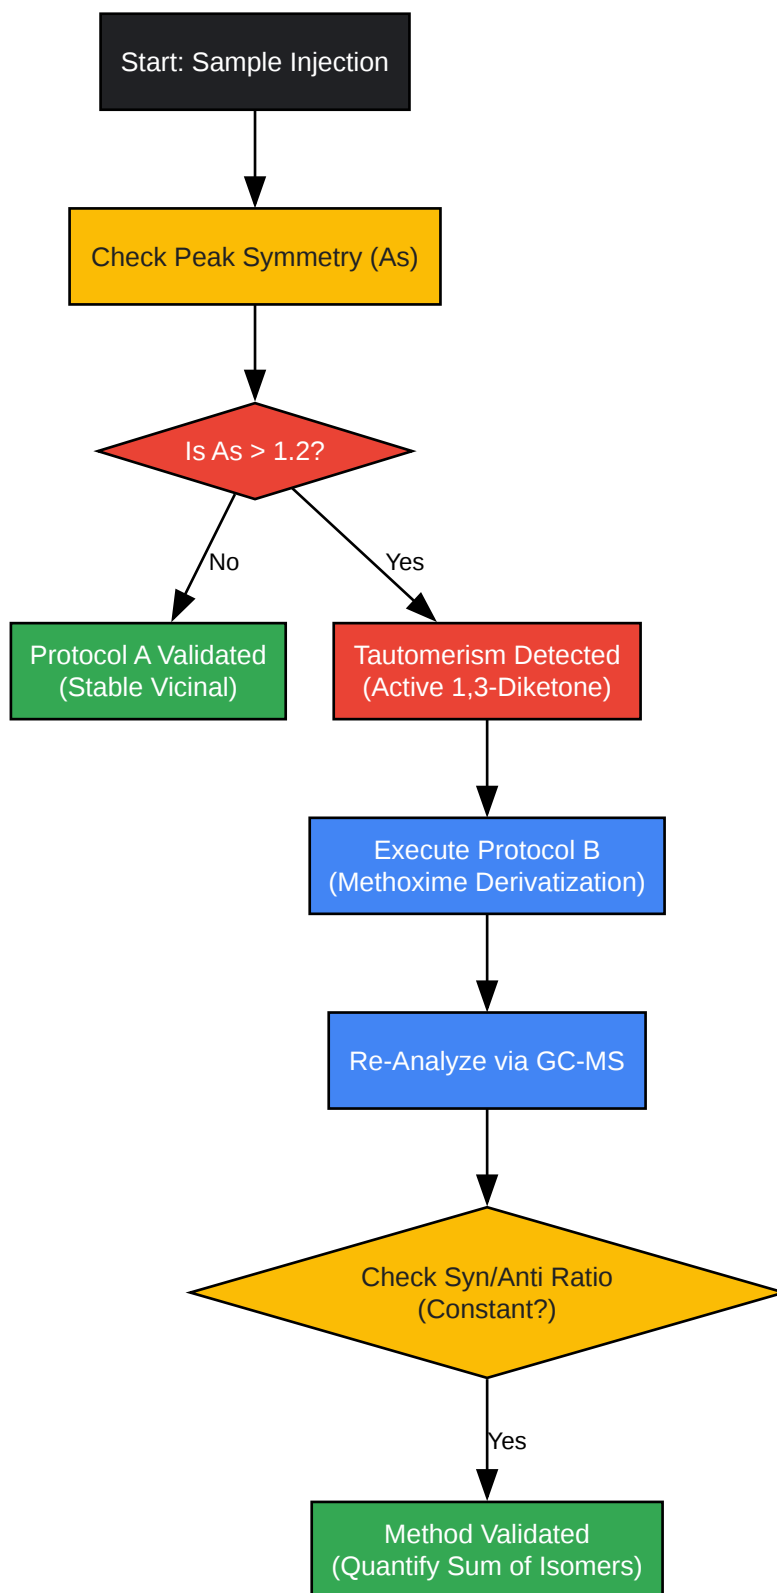 Start: Sample Injection
Check Peak Symmetry (As)
Is As > 1.2?
No
Yes
Protocol A Validated
(Stable Vicinal)
Tautomerism Detected
(Active 1,3-Diketone)
Execute Protocol B
(Methoxime Derivatization)
Re-Analyze via GC-MS
Check Syn/Anti Ratio
(Constant?)
Yes
Method Validated
(Quantify Sum of Isomers)